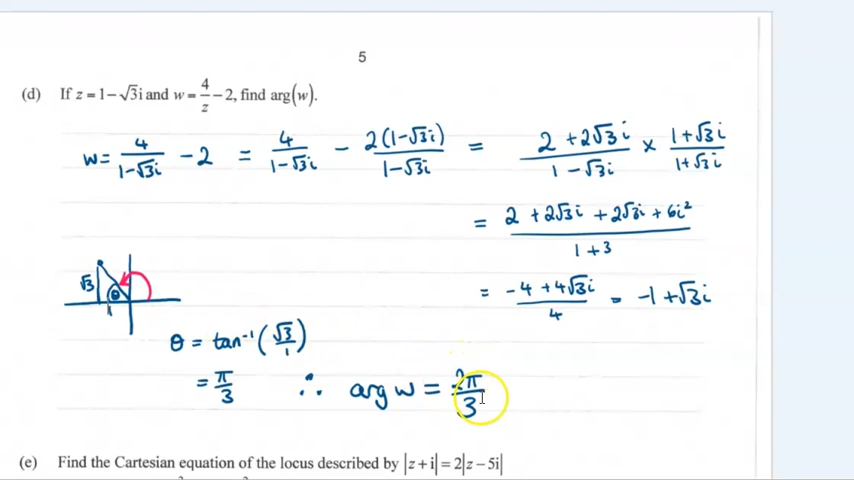 5
(d) If z = 1 − √3i and w = 4/z − 2, find arg(w).
w = 4/(1−√3i) − 2 = 4/(1−√3i) − 2(1−√3i)/(1−√3i) = (2 + 2√3i)/(1 − √3i) × (1+√3i)/(1+√3i)
= (2 + 2√3i + 2√3i + 6i²)/(1 + 3)
= (−4 + 4√3i)/4 = −1 + √3i
√3 θ
1
θ = tan⁻¹(√3/1)
= π/3 ∴ arg w = 2π/3
(e) Find the Cartesian equation of the locus described by |z + i| = 2|z − 5i|